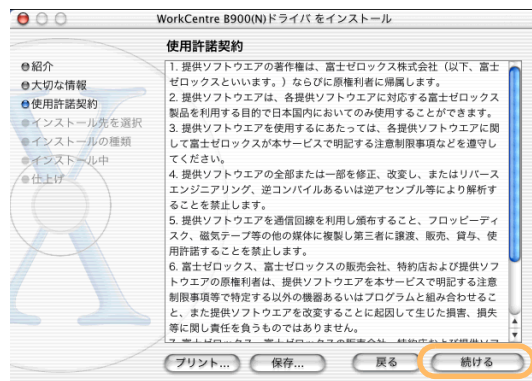 WorkCentre B900(N)ドライバ をインストール
使用許諾契約
紹介
大切な情報
使用許諾契約
インストール先を選択
インストールの種類
インストール中
仕上げ
1. 提供ソフトウエアの著作権は、富士ゼロックス株式会社（以下、富士
ゼロックスといいます。）ならびに原権利者に帰属します。
2. 提供ソフトウエアは、各提供ソフトウエアに対応する富士ゼロックス
製品を利用する目的で日本国内においてのみ使用することができます。
3. 提供ソフトウエアを使用するにあたっては、各提供ソフトウエアに関
して富士ゼロックスが本サービスで明記する注意制限事項などを遵守し
てください。
4. 提供ソフトウエアの全部または一部を修正、改変し、またはリバース
エンジニアリング、逆コンパイルあるいは逆アセンブル等により解析す
ることを禁止します。
5. 提供ソフトウエアを通信回線を利用し頒布すること、フロッピーディ
スク、磁気テープ等の他の媒体に複製し第三者に譲渡、販売、貸与、使
用許諾することを禁止します。
6. 富士ゼロックス、富士ゼロックスの販売会社、特約店および提供ソフ
トウエアの原権利者は、提供ソフトウエアを本サービスで明記する注意
制限事項等で特定する以外の機器あるいはプログラムと組み合わせるこ
と、また提供ソフトウエアを改変することに起因して生じた損害、損失
等に関し責任を負うものではありません。
プリント...
保存...
戻る
続ける